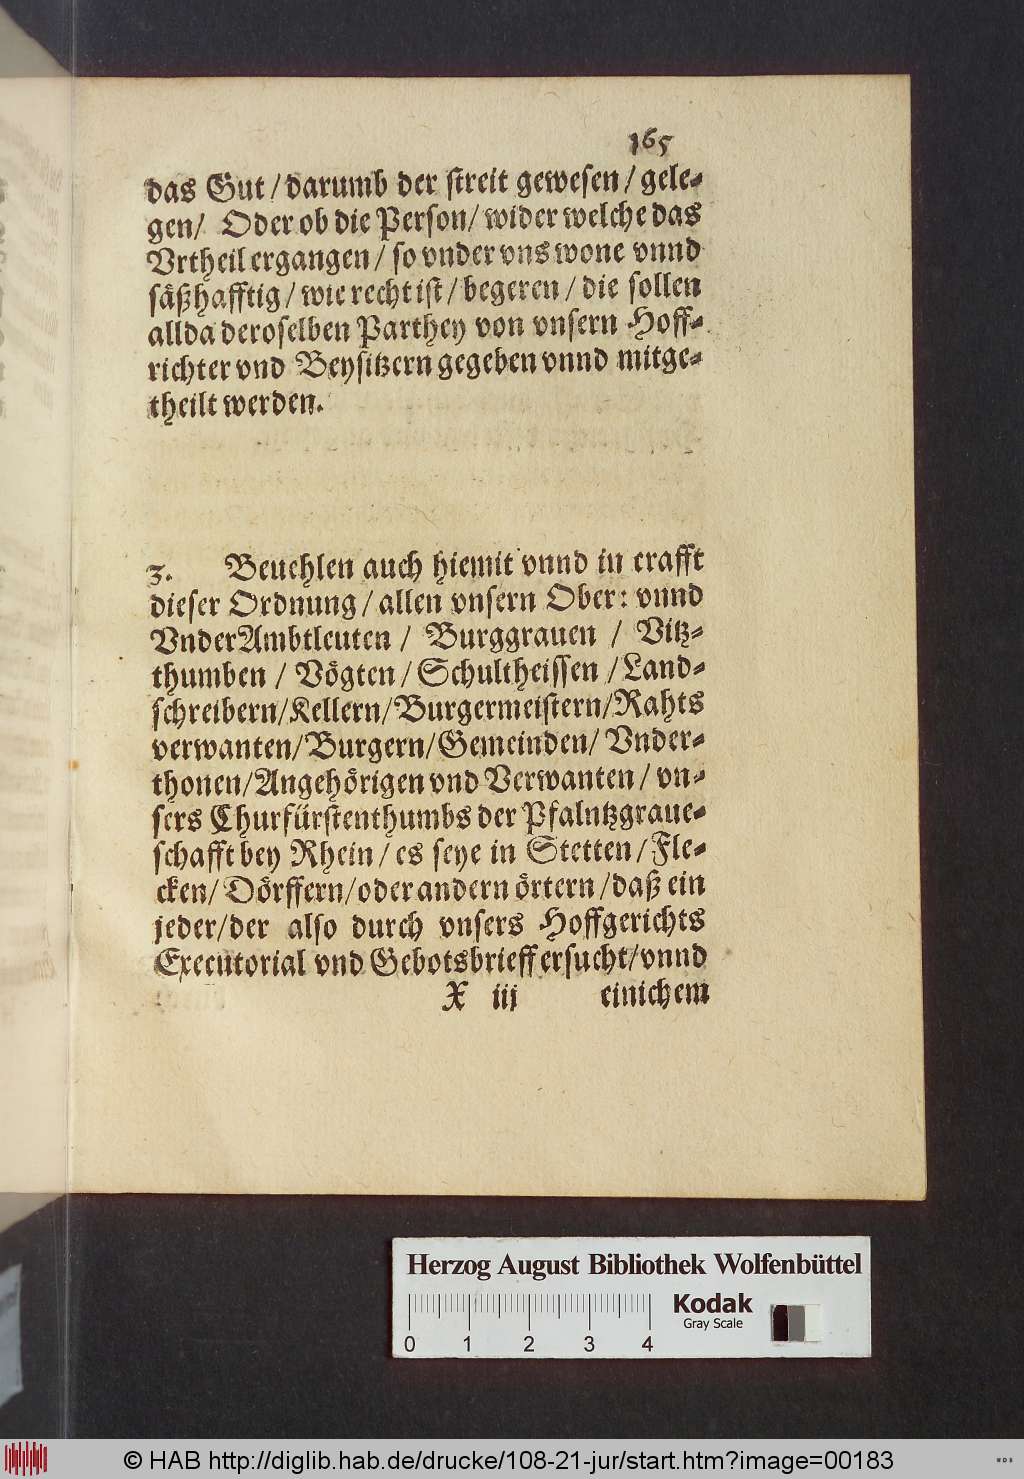 165
das Gut / darumb der streit gewesen / gele-
gen / Oder ob die Person / wider welche das
Vrtheil ergangen / so vnder vns wone vnnd
säßhafftig / wie recht ist / begeren / die sollen
allda deroselben Parthey von vnsern Hoff-
richter vnd Beysitzern gegeben vnnd mitge-
theilt werden.
3. Beuehlen auch hiemit vnnd in crafft
dieser Ordnung / allen vnsern Ober: vnnd
VnderAmbtleuten / Burggrauen / Vitz-
thumben / Vögten / Schultheissen / Land-
schreibern / Kellern / Burgermeistern / Rahts
verwanten / Burgern / Gemeinden / Vnder-
thonen / Angehörigen vnd Verwanten / vn-
sers Churfürstenthumbs der Pfalntzgraue-
schafft bey Rhein / es seye in Stetten / Fle-
cken / Dörffern / oder andern örtern / daß ein
jeder / der also durch vnsers Hoffgerichts
Executorial vnd Gebotsbrieff ersucht / vnnd
X iij einichem
Herzog August Bibliothek Wolfenbüttel
Kodak
Gray Scale
0 1 2 3 4
© HAB http://diglib.hab.de/drucke/108-21-jur/start.htm?image=00183